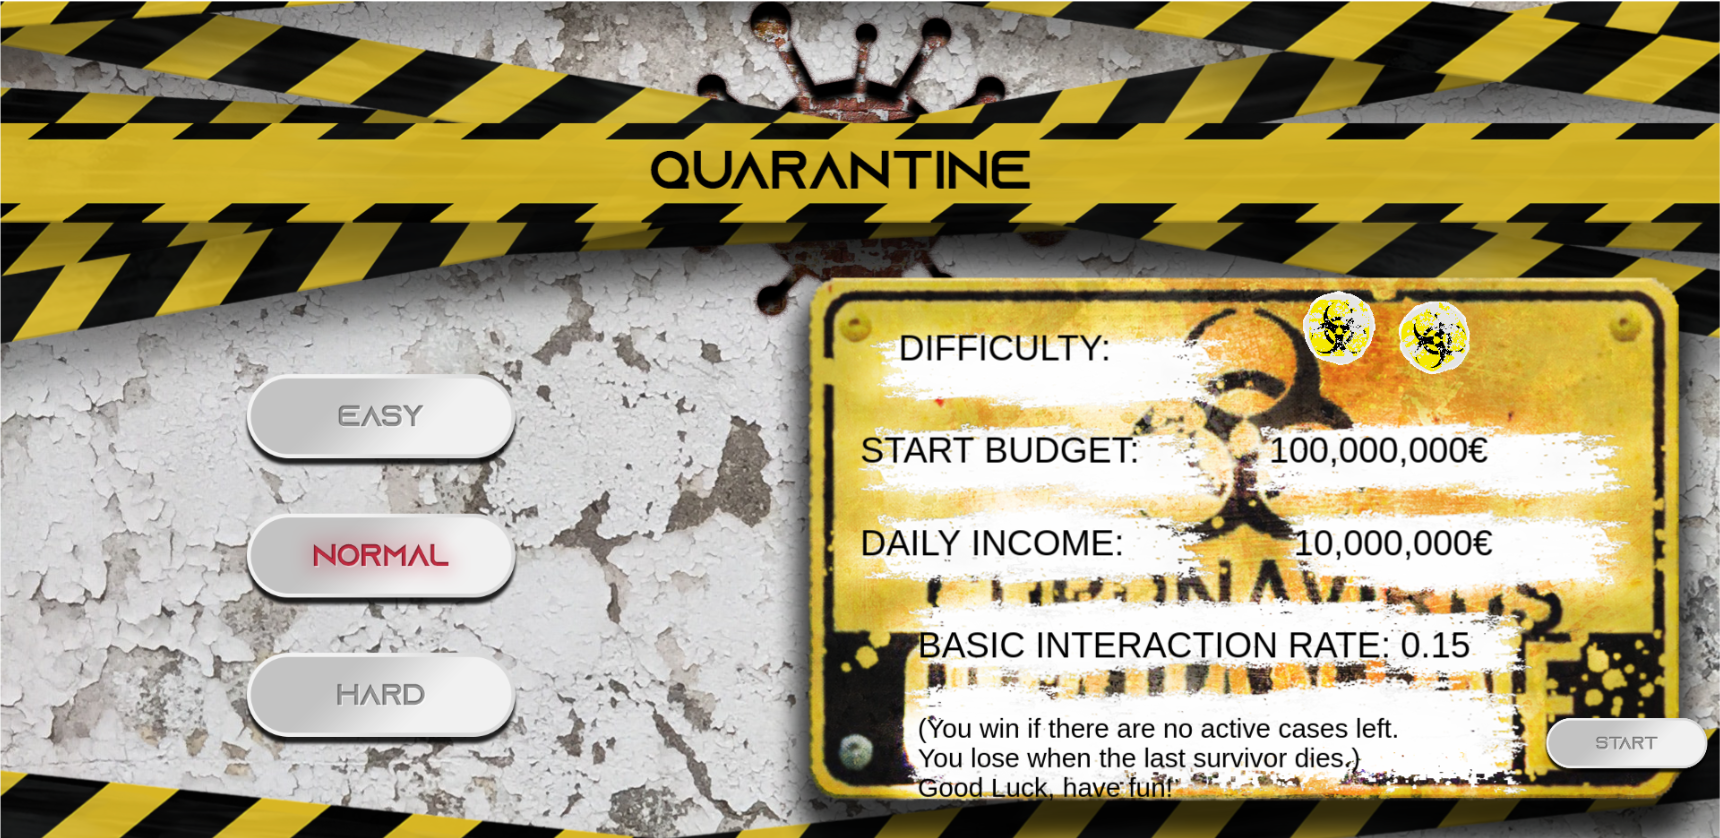 QUARANTINE
EASY
NORMAL
HARD
DIFFICULTY:
START BUDGET: 100,000,000€
DAILY INCOME: 10,000,000€
BASIC INTERACTION RATE: 0.15
(You win if there are no active cases left.
You lose when the last survivor dies.)
Good Luck, have fun!
START